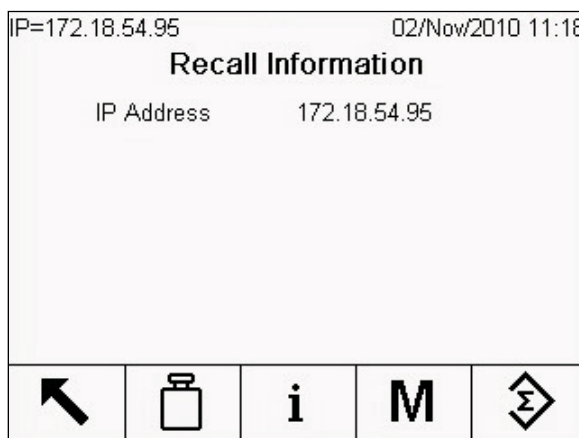 IP=172.18.54.95 02/Nov/2010 11:18
Recall Information
IP Address 172.18.54.95
i M Σ